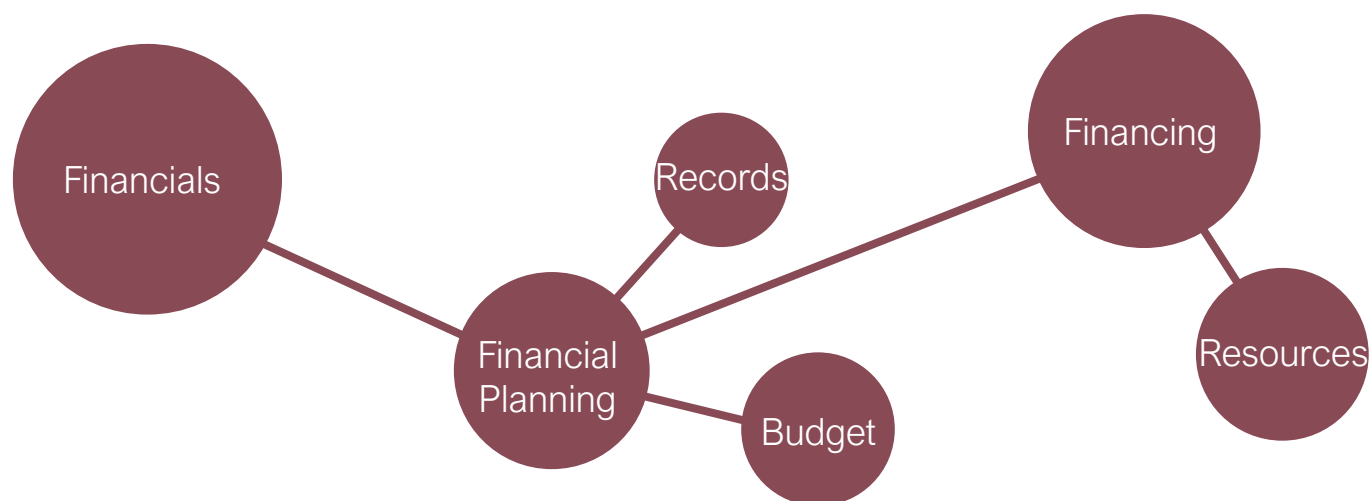 Financials
Records
Financing
Financial
Planning
Budget
Resources